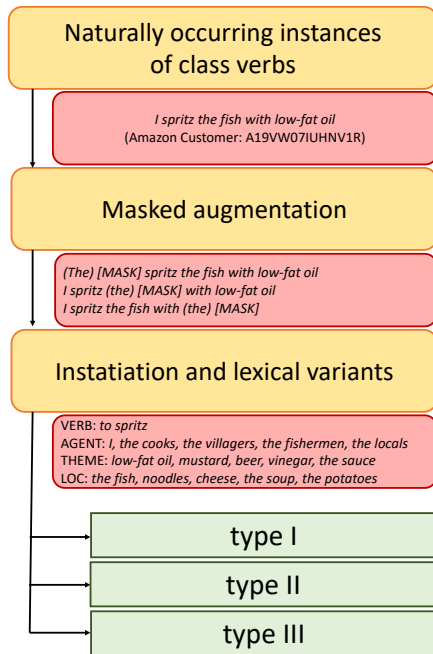 Naturally occurring instances
of class verbs
I spritz the fish with low-fat oil
(Amazon Customer: A19VW07IUHNV1R)
Masked augmentation
(The) [MASK] spritz the fish with low-fat oil
I spritz (the) [MASK] with low-fat oil
I spritz the fish with (the) [MASK]
Instatiation and lexical variants
VERB: to spritz
AGENT: I, the cooks, the villagers, the fishermen, the locals
THEME: low-fat oil, mustard, beer, vinegar, the sauce
LOC: the fish, noodles, cheese, the soup, the potatoes
type I
type II
type III